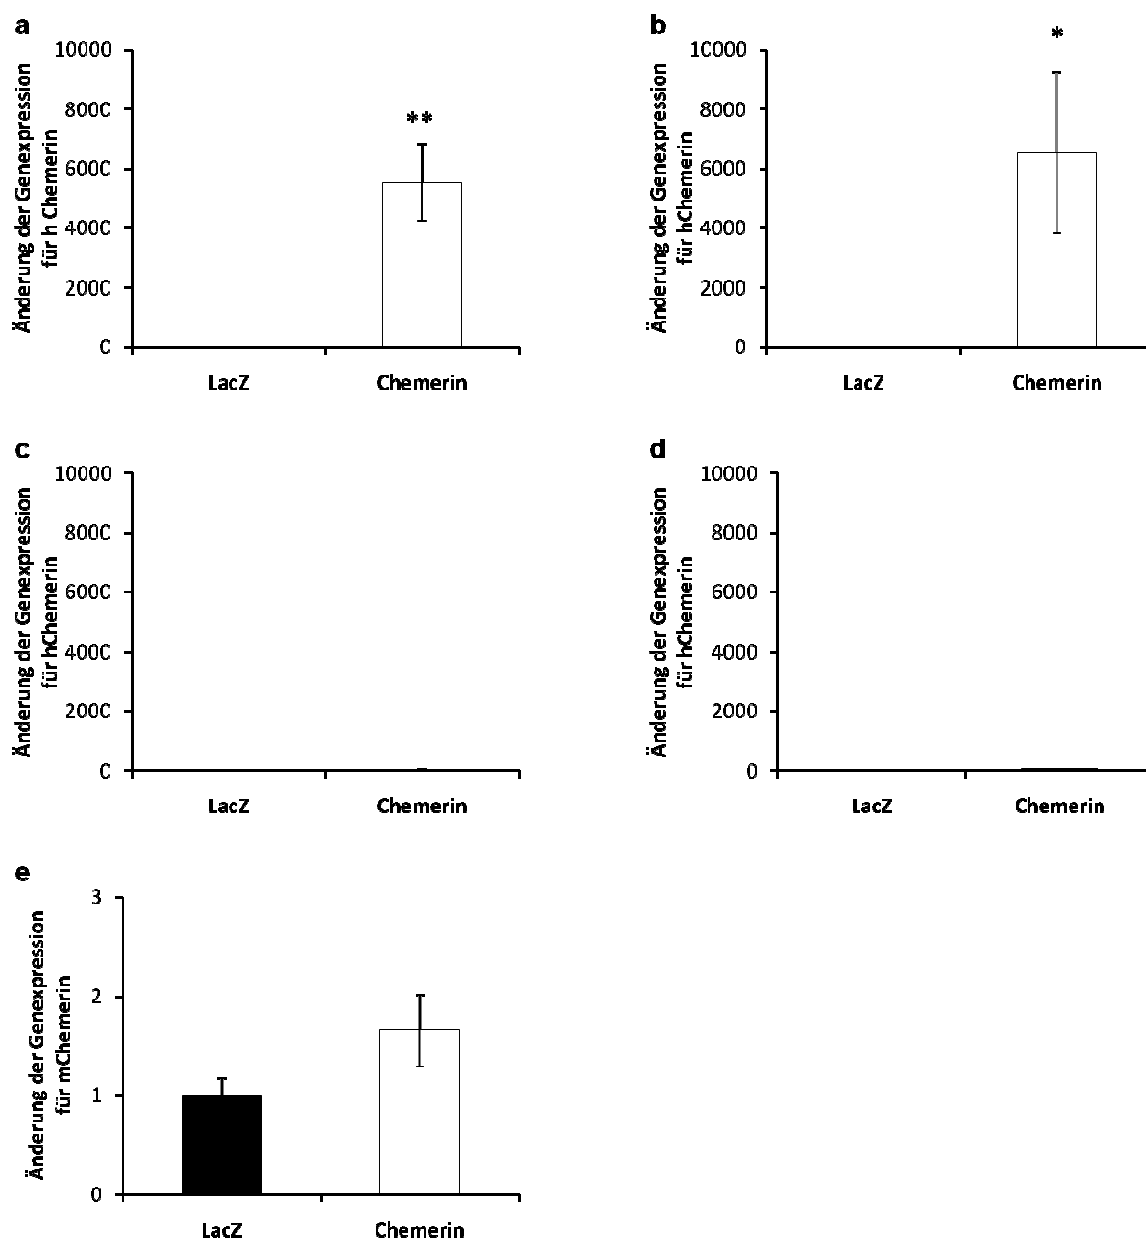 a
Änderung der Genexpression
für h Chemerin
10000
800C
600C
400C
200C
C
**
LacZ
Chemerin
b
Änderung der Genexpression
für hChemerin
1C000
8000
6000
4000
2000
0
*
LacZ
Chemerin
c
Änderung der Genexpression
für hChemerin
10000
800C
600C
400C
200C
C
LacZ
Chemerin
d
Änderung der Genexpression
für hChemerin
10000
8000
6000
4000
2000
0
LacZ
Chemerin
e
Änderung der Genexpression
für mChemerin
3
2
1
0
LacZ
Chemerin